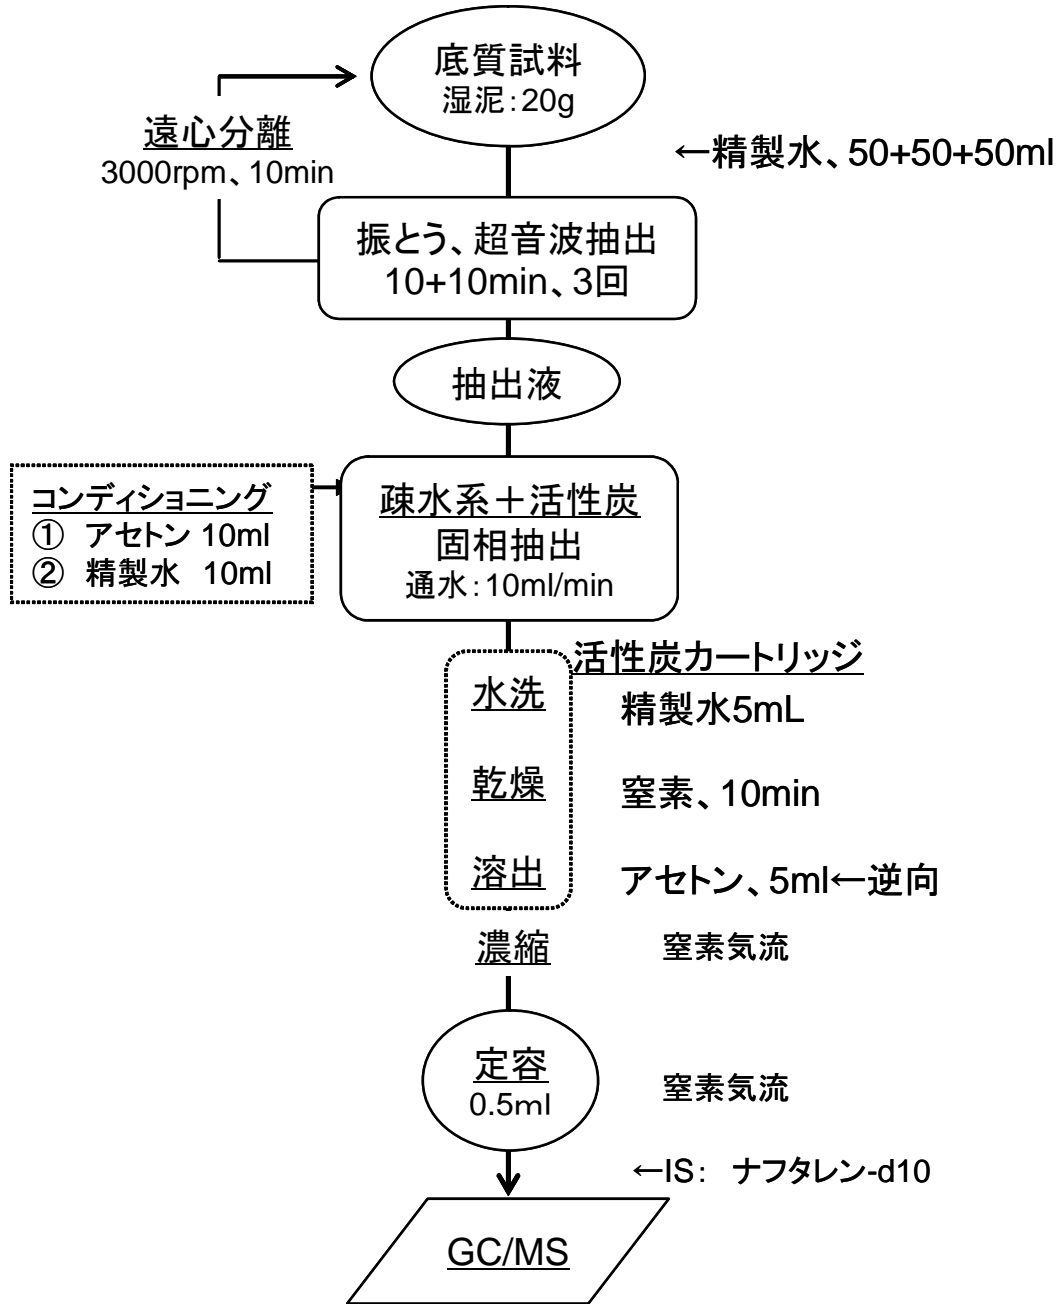 底質試料
湿泥：20g
遠心分離
3000rpm、10min
←精製水、50+50+50ml
振とう、超音波抽出
10+10min、3回
抽出液
コンディショニング
① アセトン 10ml
② 精製水 10ml
疎水系＋活性炭
固相抽出
通水：10ml/min
活性炭カートリッジ
水洗
精製水5mL
乾燥
窒素、10min
溶出
アセトン、5ml←逆向
濃縮
窒素気流
定容
0.5ml
窒素気流
←IS： ナフタレン-d10
GC/MS